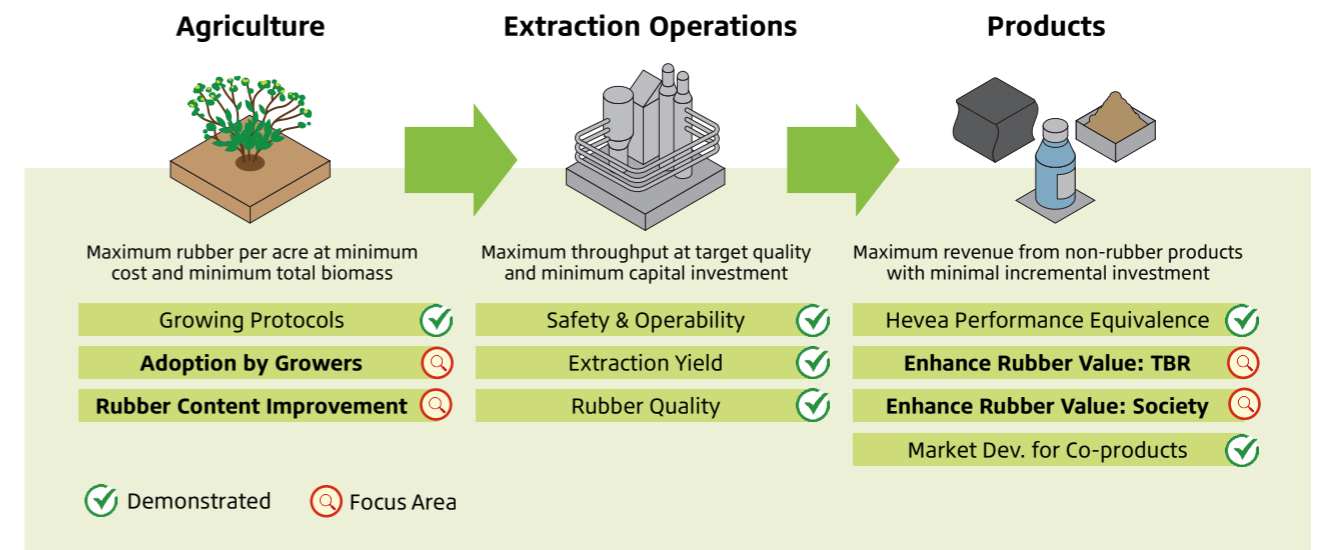 Agriculture
Extraction Operations
Products
Maximum rubber per acre at minimum
cost and minimum total biomass
Maximum throughput at target quality
and minimum capital investment
Maximum revenue from non-rubber products
with minimal incremental investment
Growing Protocols
Adoption by Growers
Rubber Content Improvement
Safety & Operability
Extraction Yield
Rubber Quality
Hevea Performance Equivalence
Enhance Rubber Value: TBR
Enhance Rubber Value: Society
Market Dev. for Co-products
Demonstrated
Focus Area